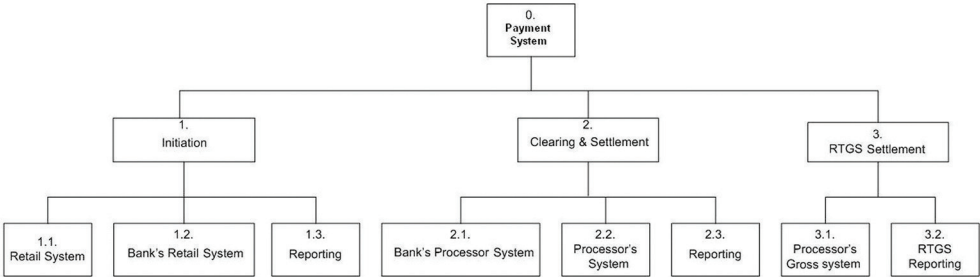 0.
Payment
System
1.
Initiation
2.
Clearing & Settlement
3.
RTGS Settlement
1.1.
Retail System
1.2.
Bank's Retail System
1.3.
Reporting
2.1.
Bank's Processor System
2.2.
Processor's
System
2.3.
Reporting
3.1.
Processor's
Gross system
3.2.
RTGS
Reporting